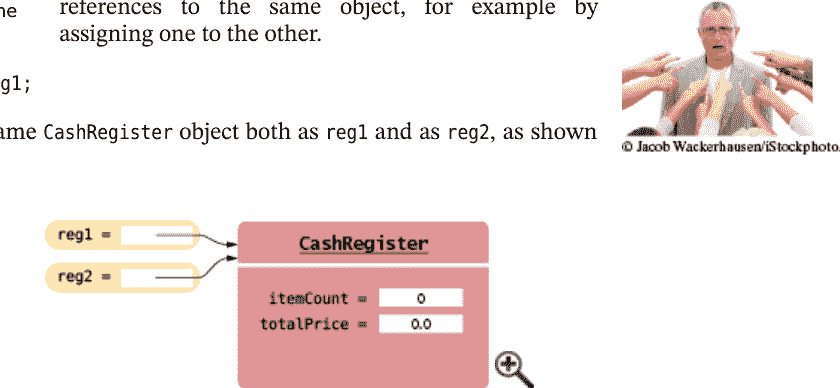 ne
references to the same object, for example by
assigning one to the other.
g1;
ame CashRegister object both as reg1 and as reg2, as shown
© Jacob Wackerhausen/iStockphoto.
reg1 =
reg2 =
CashRegister
itemCount = 0
totalPrice = 0.0